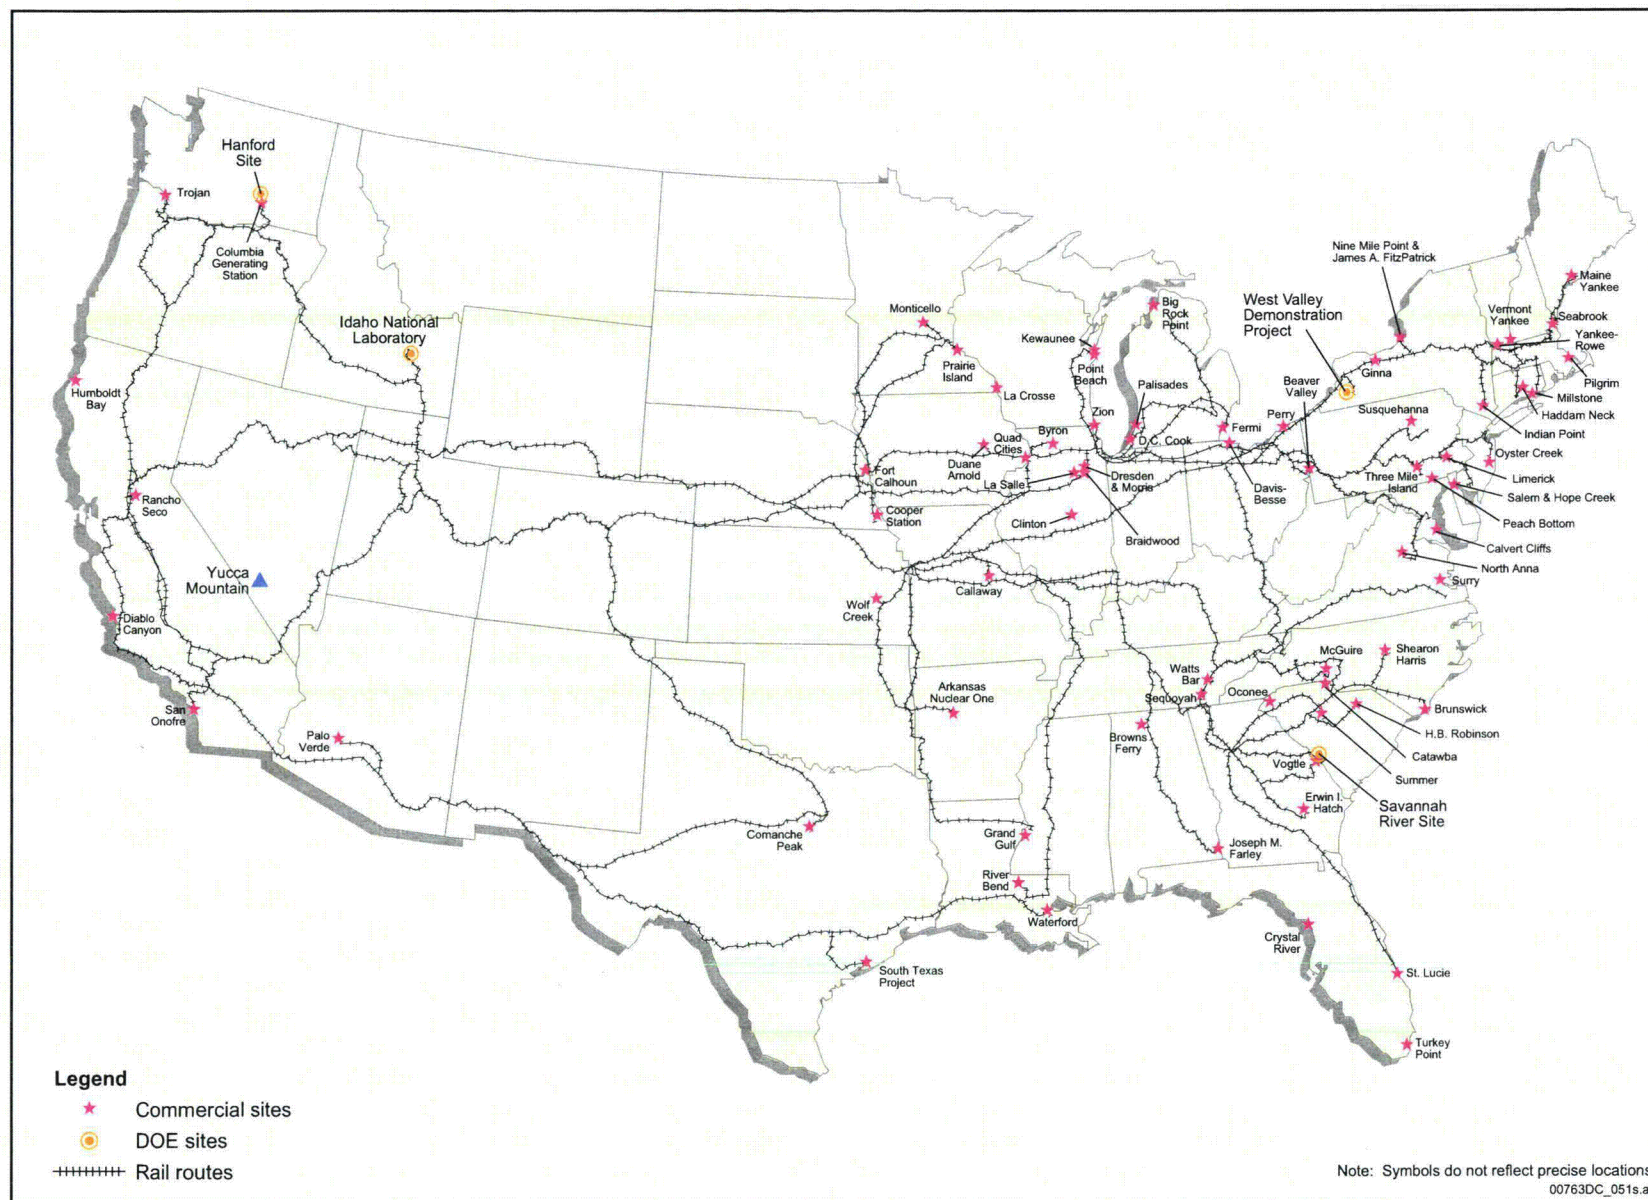 Hanford
Site
Trojan
Columbia
Generating
Station
Idaho National
Laboratory
Humboldt
Bay
Rancho
Seco
Yucca
Mountain
Diablo
Canyon
San
Onofre
Palo
Verde
Monticello
Prairie
Island
La Crosse
Kewaunee
Point
Beach
Big
Rock
Point
Palisades
Zion
Byron
Quad
Cities
Duane
Arnold
D.C. Cook
Fermi
Fort
Calhoun
La Salle
Dresden
& Morris
Cooper
Station
Clinton
Braidwood
Davis-
Besse
Perry
Beaver
Valley
West Valley
Demonstration
Project
Nine Mile Point &
James A. FitzPatrick
Ginna
Vermont
Yankee
Maine
Yankee
Seabrook
Yankee-
Rowe
Pilgrim
Millstone
Haddam Neck
Indian Point
Susquehanna
Oyster Creek
Three Mile
Island
Limerick
Salem & Hope Creek
Peach Bottom
Calvert Cliffs
North Anna
Surry
Callaway
Wolf
Creek
Arkansas
Nuclear One
Watts
Bar
Sequoyah
Oconee
McGuire
Shearon
Harris
Brunswick
H.B. Robinson
Catawba
Summer
Browns
Ferry
Vogtle
Savannah
River Site
Erwin I.
Hatch
Joseph M.
Farley
Comanche
Peak
Grand
Gulf
River
Bend
Waterford
South Texas
Project
Crystal
River
St. Lucie
Turkey
Point
Legend
Commercial sites
DOE sites
Rail routes
Note: Symbols do not reflect precise locations
00763DC_051s.a